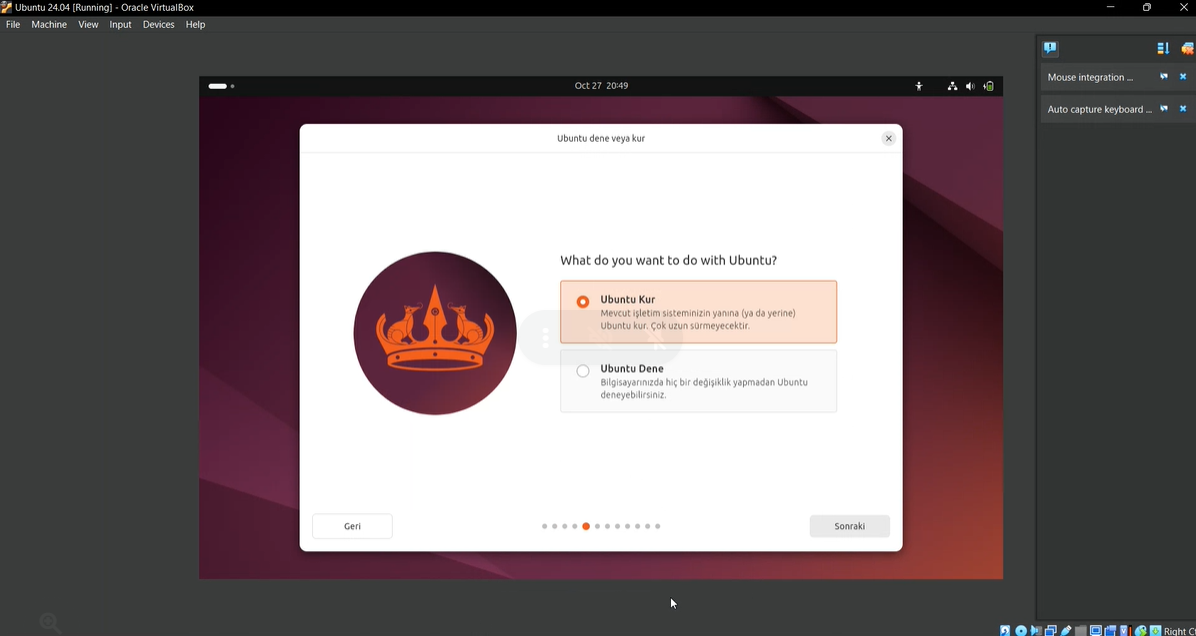 Ubuntu 24.04 [Running] - Oracle VirtualBox
File Machine View Input Devices Help
Mouse integration ...
Auto capture keyboard ...
Oct 27 20:49
Ubuntu dene veya kur
What do you want to do with Ubuntu?
Ubuntu Kur
Mevcut işletim sisteminizin yanına (ya da yerine)
Ubuntu kur. Çok uzun sürmeyecektir.
Ubuntu Dene
Bilgisayarınızda hiç bir değişiklik yapmadan Ubuntu
deneyebilirsiniz.
Geri
Sonraki
Right